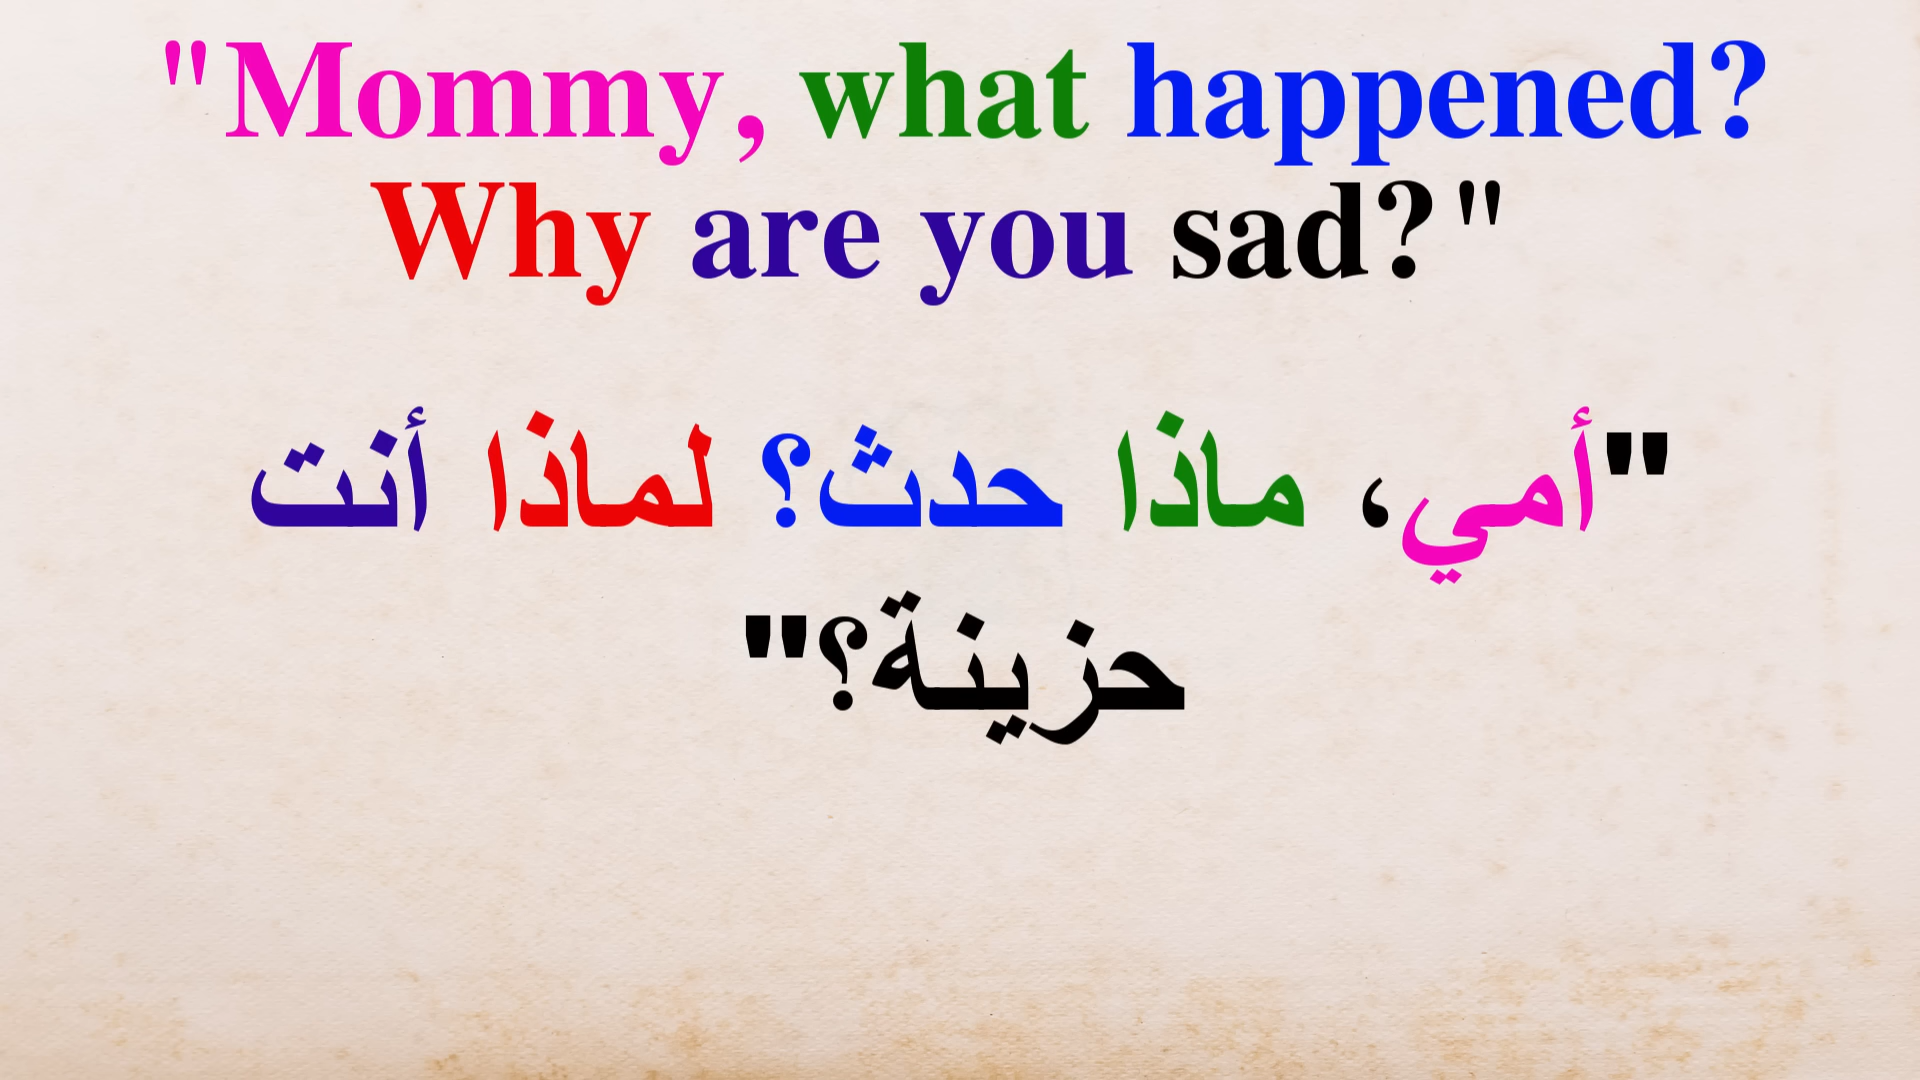 "Mommy, what happened?
Why are you sad?"
"أمي، ماذا حدث؟ لماذا أنت
حزينة؟"